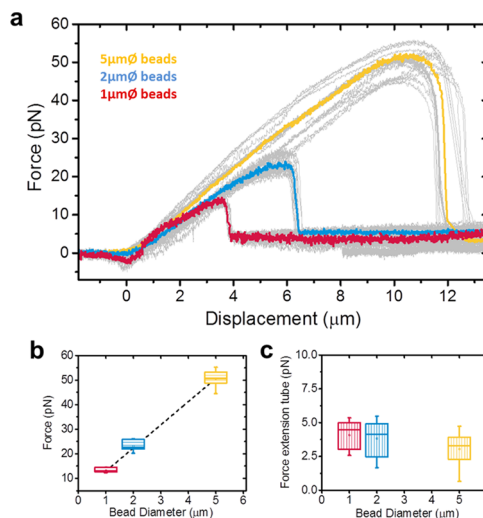 a
5μmØ beads
2μmØ beads
1μmØ beads
Force (pN)
60
50
40
30
20
10
0
0 2 4 6 8 10 12
Displacement (μm)
b
Force (pN)
60
50
40
30
20
10
0 1 2 3 4 5 6
Bead Diameter (μm)
c
Force extension tube (pN)
10.0
7.5
5.0
2.5
0.0
0 1 2 3 4 5
Bead Diameter (μm)